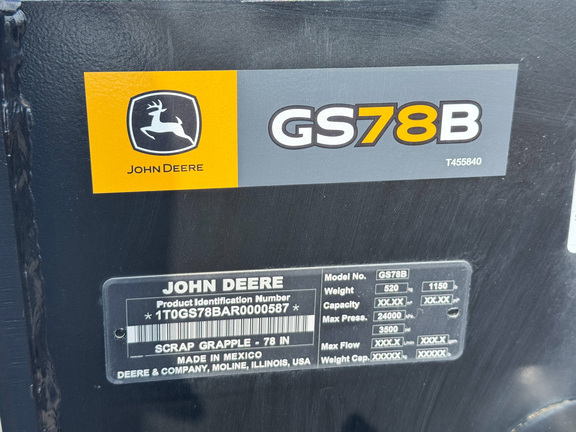 JOHN DEERE
GS78B
T455840
JOHN DEERE
Product Identification Number
*1T0GS78BAR0000587*
SCRAP GRAPPLE - 78 IN
MADE IN MEXICO
DEERE & COMPANY, MOLINE, ILLINOIS, USA
Model No. GS78B
Weight 520 kg 1150 lb
Capacity XX.XX XX.XX
Max Press. 24000
3500
Max Flow XXX.X XXX.X
Weight Cap. XXXXX XXXXX